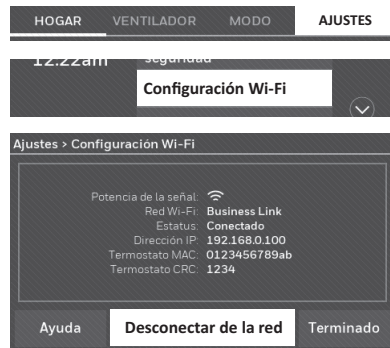 HOGAR VENTILADOR MODO AJUSTES
12:22am seguridad
Configuración Wi-Fi
Ajustes > Configuración Wi-Fi
Potencia de la señal:
Red Wi-Fi: Business Link
Estatus: Conectado
Dirección IP: 192.168.0.100
Termostato MAC: 0123456789ab
Termostato CRC: 1234
Ayuda Desconectar de la red Terminado